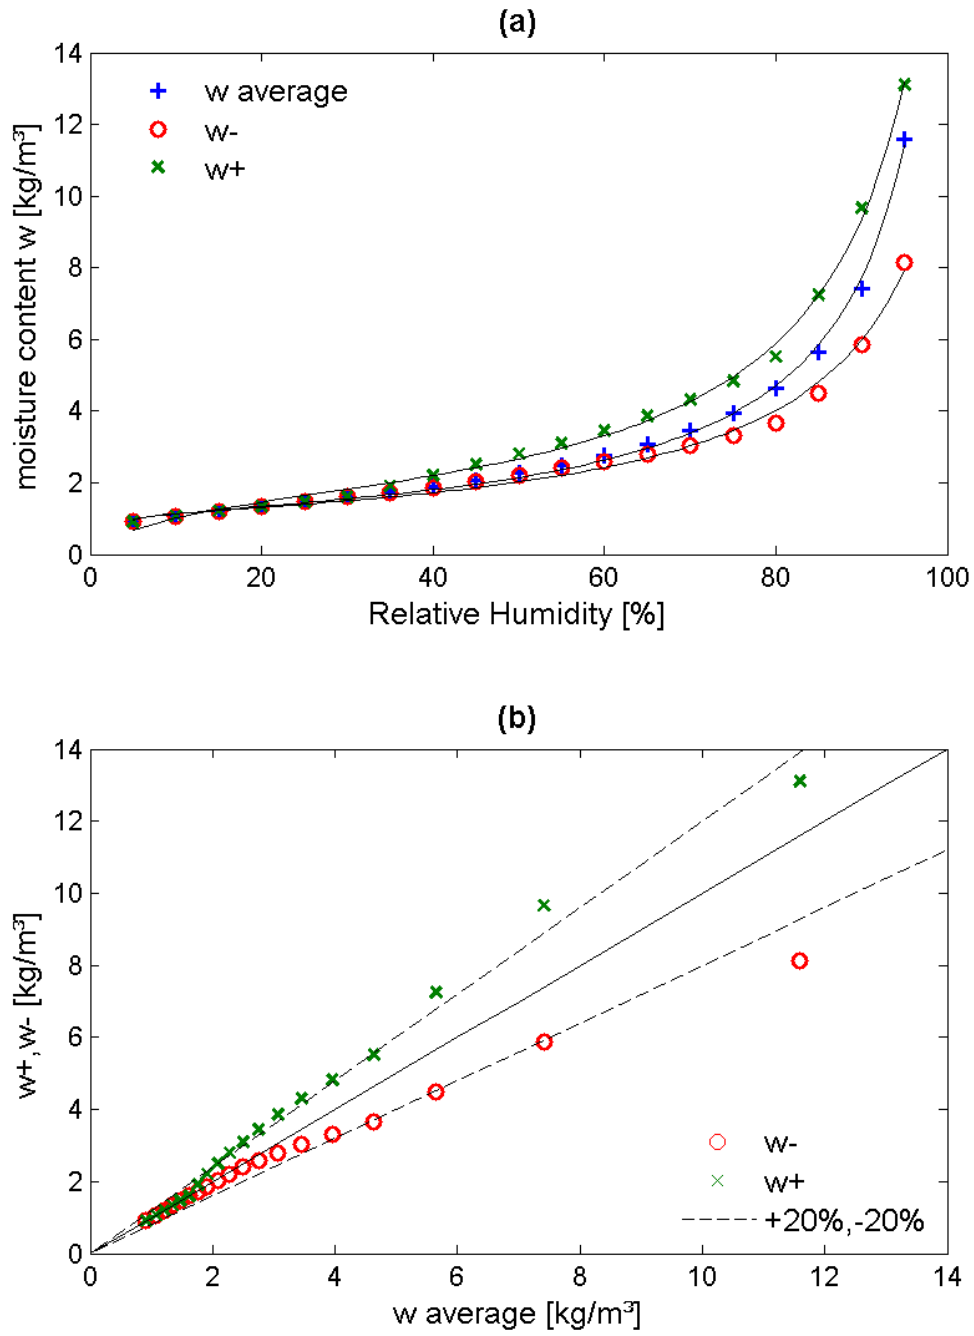 (a)
14
12
10
8
6
4
2
0
moisture content w [kg/m³]
w average
w-
w+
0 20 40 60 80 100
Relative Humidity [%]
(b)
14
12
10
8
6
4
2
0
w+,w- [kg/m³]
w-
w+
+20%,-20%
0 2 4 6 8 10 12 14
w average [kg/m³]